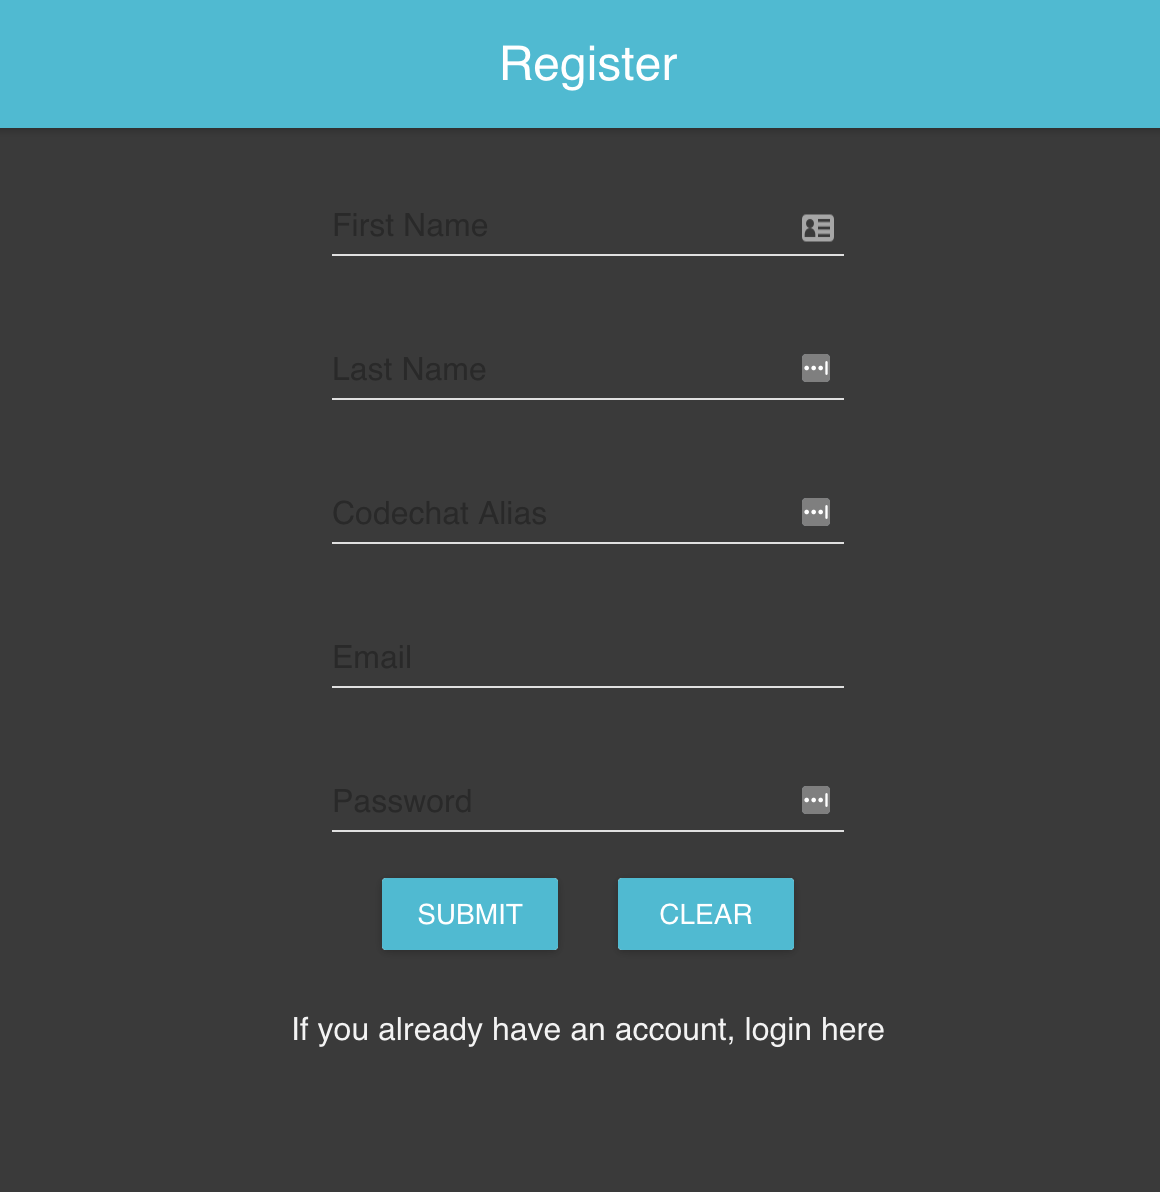 Register
First Name
Last Name
Codechat Alias
Email
Password
SUBMIT CLEAR
If you already have an account, login here